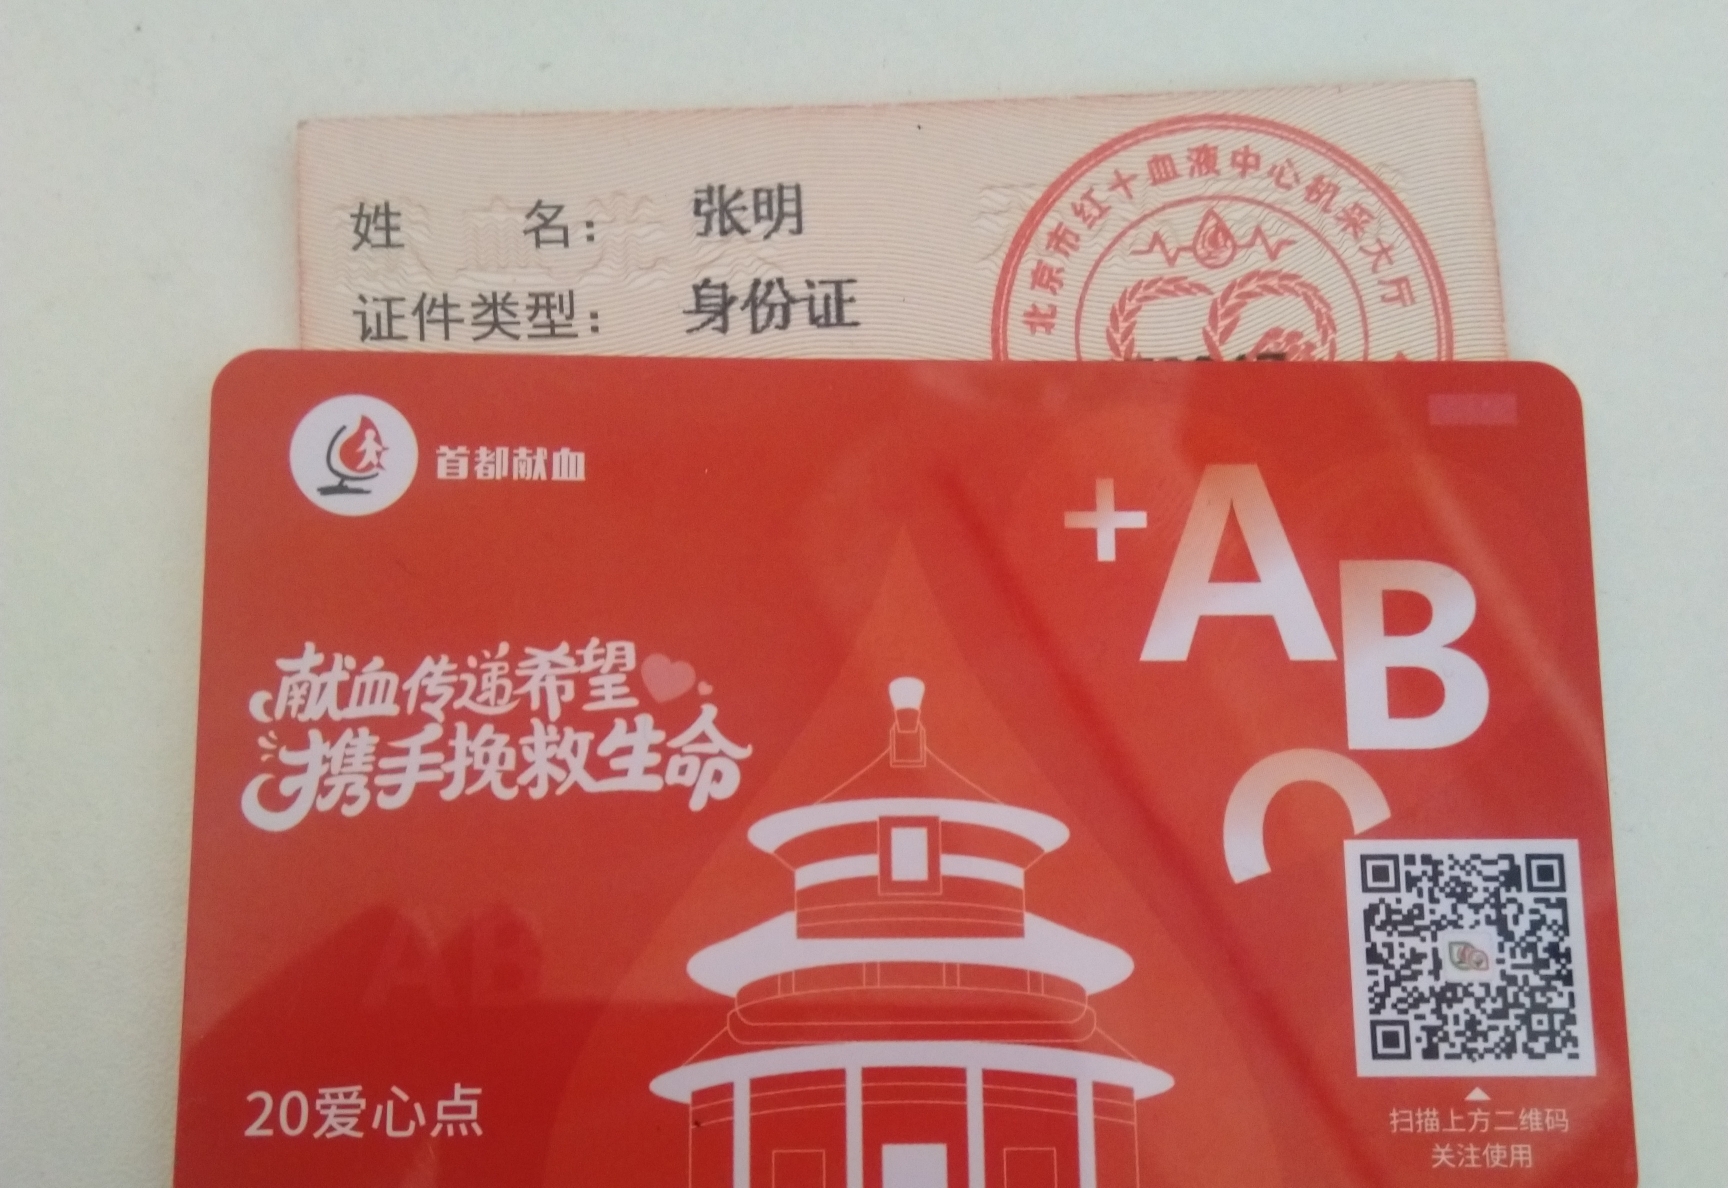 姓 名： 张明
证件类型： 身份证
北京市红十血液中心机采大厅
首都献血
+AB
献血传递希望
携手挽救生命
20爱心点
扫描上方二维码
关注使用